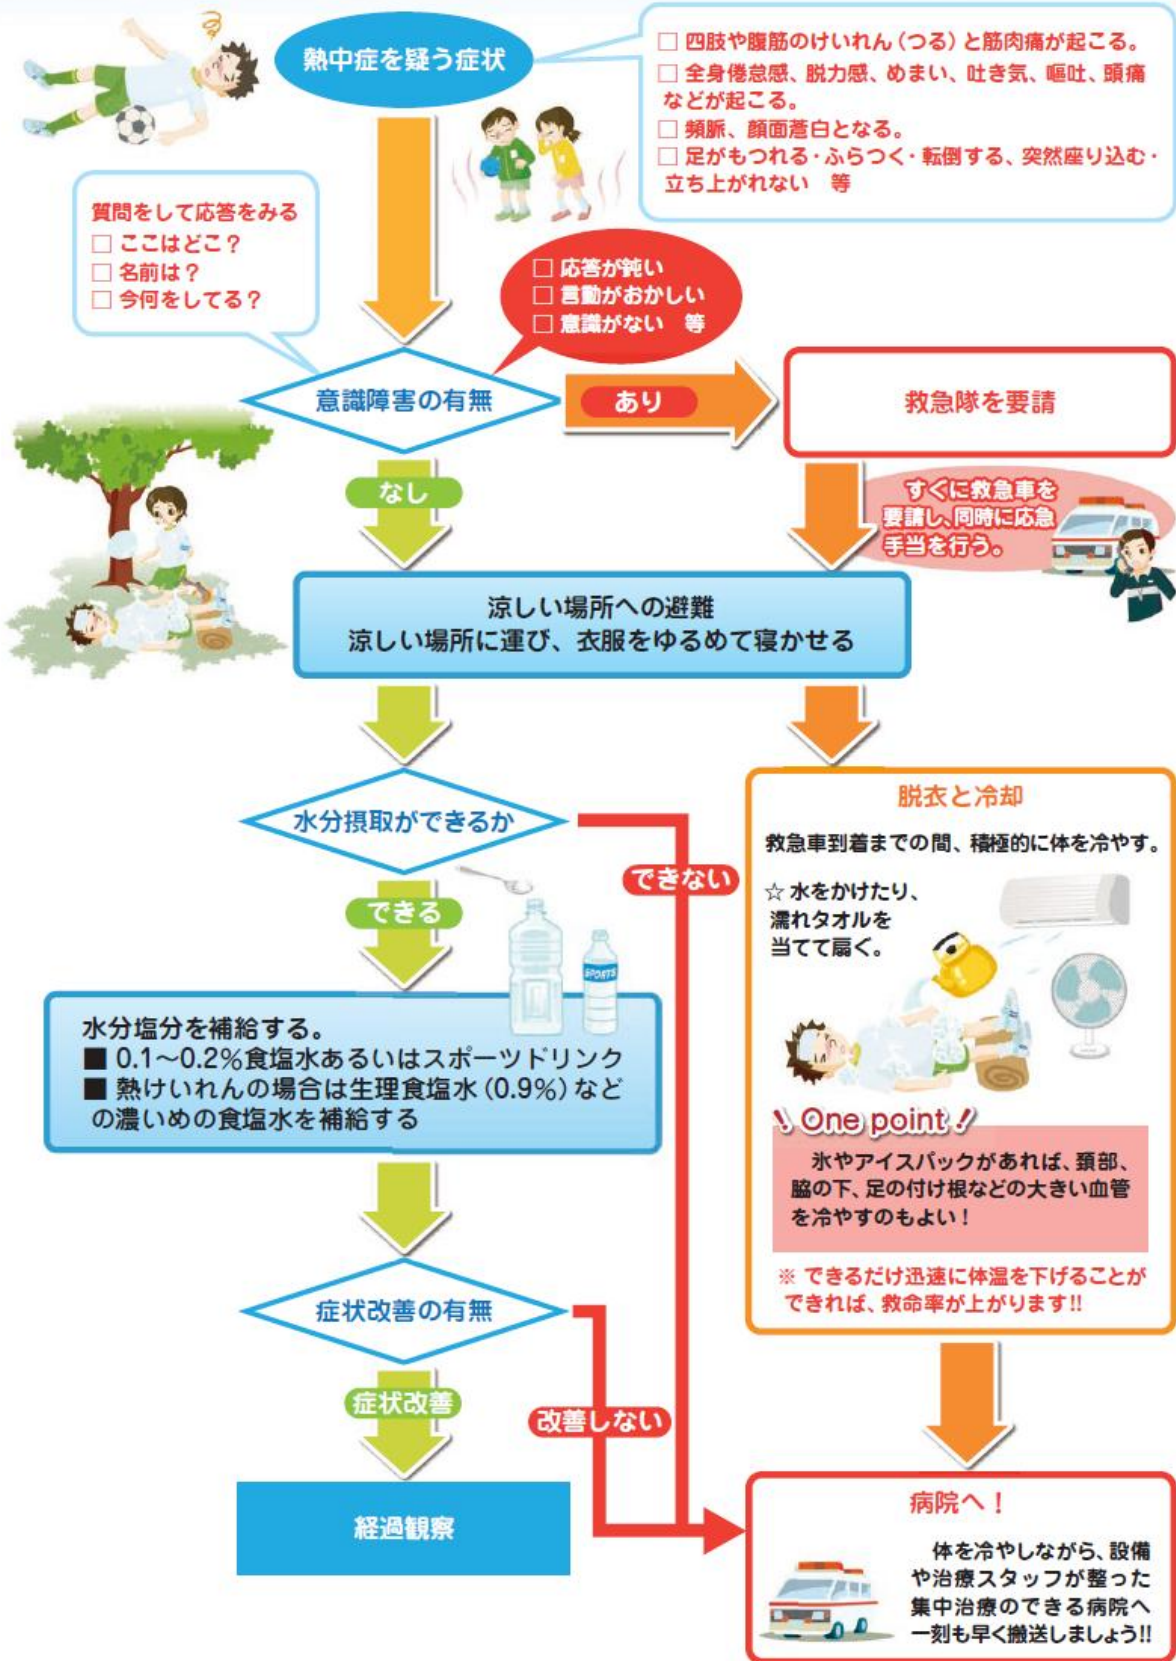 熱中症を疑う症状
□ 四肢や腹筋のけいれん（つる）と筋肉痛が起こる。
□ 全身倦怠感、脱力感、めまい、吐き気、嘔吐、頭痛
などが起こる。
□ 頻脈、顔面蒼白となる。
□ 足がもつれる・ふらつく・転倒する、突然座り込む・
立ち上がれない　等
質問をして応答をみる
□ ここはどこ？
□ 名前は？
□ 今何をしてる？
□ 応答が鈍い
□ 言動がおかしい
□ 意識がない　等
意識障害の有無
あり
救急隊を要請
なし
すぐに救急車を
要請し、同時に応急
手当を行う。
涼しい場所への避難
涼しい場所に運び、衣服をゆるめて寝かせる
水分摂取ができるか
できない
できる
SPORTS
水分塩分を補給する。
■ 0.1〜0.2％食塩水あるいはスポーツドリンク
■ 熱けいれんの場合は生理食塩水（0.9％）など
の濃いめの食塩水を補給する
脱衣と冷却
救急車到着までの間、積極的に体を冷やす。
☆ 水をかけたり、
濡れタオルを
当てて扇ぐ。
One point
氷やアイスパックがあれば、頚部、
脇の下、足の付け根などの大きい血管
を冷やすのもよい！
※ できるだけ迅速に体温を下げることが
できれば、救命率が上がります!!
症状改善の有無
症状改善
改善しない
経過観察
病院へ！
体を冷やしながら、設備
や治療スタッフが整った
集中治療のできる病院へ
一刻も早く搬送しましょう!!